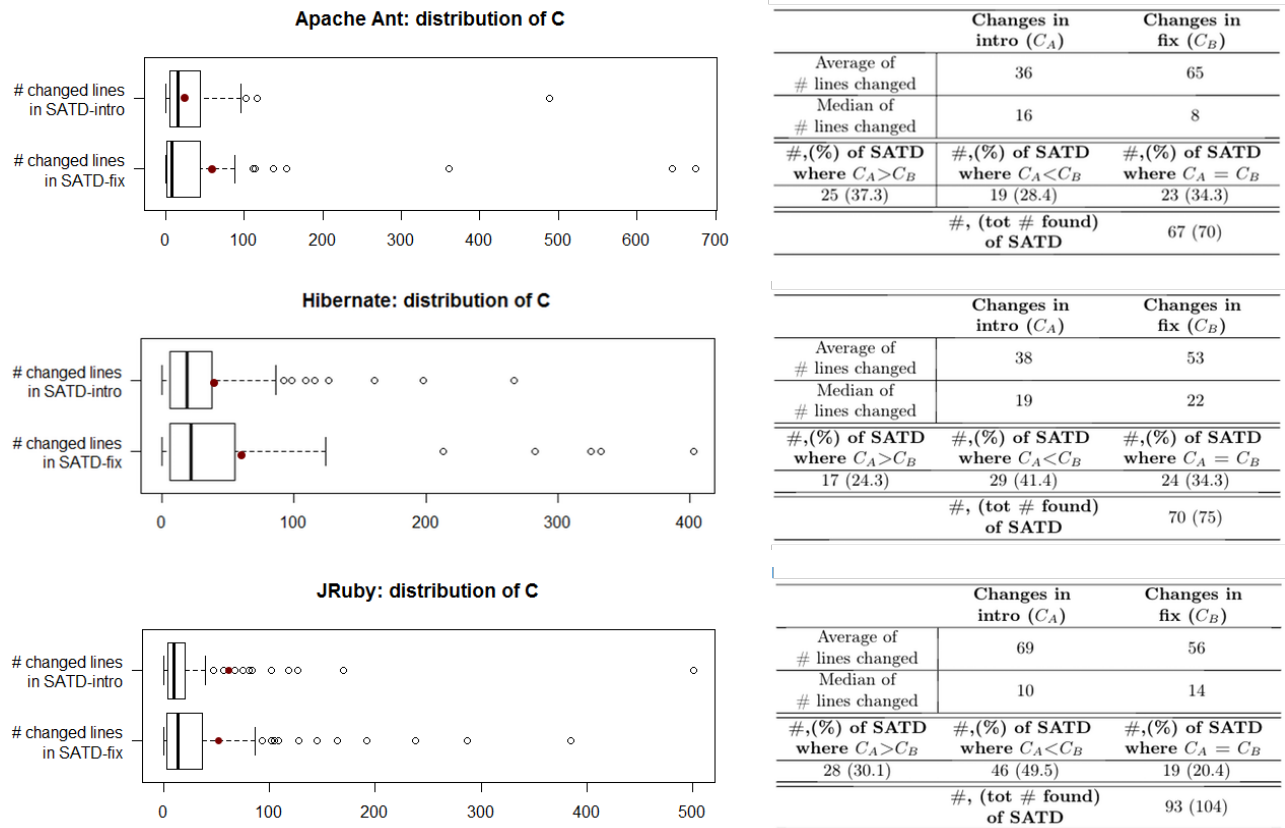 Apache Ant: distribution of C
# changed lines
in SATD-intro
# changed lines
in SATD-fix
0 100 200 300 400 500 600 700
Changes in Changes in
intro (C_A) fix (C_B)
Average of
# lines changed 36 65
Median of
# lines changed 16 8
#,(%) of SATD #,(%) of SATD #,(%) of SATD
where C_A>C_B where C_A<C_B where C_A = C_B
25 (37.3) 19 (28.4) 23 (34.3)
#, (tot # found)
of SATD 67 (70)
Hibernate: distribution of C
# changed lines
in SATD-intro
# changed lines
in SATD-fix
0 100 200 300 400
Changes in Changes in
intro (C_A) fix (C_B)
Average of
# lines changed 38 53
Median of
# lines changed 19 22
#,(%) of SATD #,(%) of SATD #,(%) of SATD
where C_A>C_B where C_A<C_B where C_A = C_B
17 (24.3) 29 (41.4) 24 (34.3)
#, (tot # found)
of SATD 70 (75)
JRuby: distribution of C
# changed lines
in SATD-intro
# changed lines
in SATD-fix
0 100 200 300 400 500
Changes in Changes in
intro (C_A) fix (C_B)
Average of
# lines changed 69 56
Median of
# lines changed 10 14
#,(%) of SATD #,(%) of SATD #,(%) of SATD
where C_A>C_B where C_A<C_B where C_A = C_B
28 (30.1) 46 (49.5) 19 (20.4)
#, (tot # found)
of SATD 93 (104)